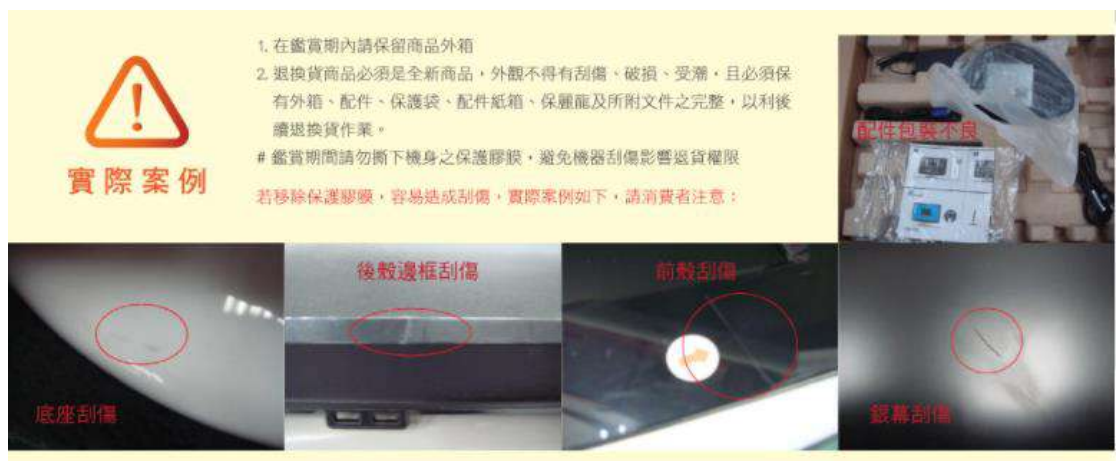 實際案例
1. 在鑑賞期內請保留商品外箱
2. 退換貨商品必須是全新商品，外觀不得有刮傷、破損、受潮，且必須保
有外箱、配件、保護袋、配件紙箱、保麗龍及所附文件之完整，以利後
續退換貨作業。
# 鑑賞期間請勿撕下機身之保護膠膜，避免機器刮傷影響退貨權限
若移除保護膠膜，容易造成刮傷，實際案例如下，請消費者注意：
配性包裝不良
後殼邊框刮傷
前殼刮傷
底座刮傷
銀幕刮傷